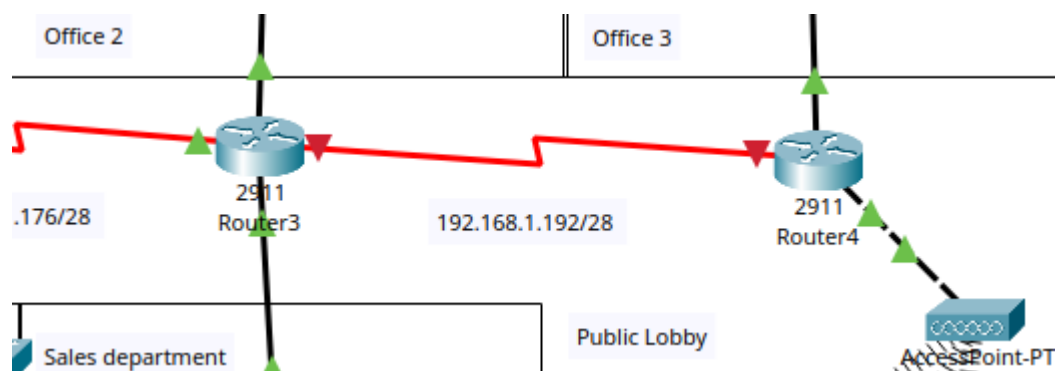 Office 2
Office 3
2911
Router3
2911
Router4
.176/28
192.168.1.192/28
Sales department
Public Lobby
AccessPoint-PT